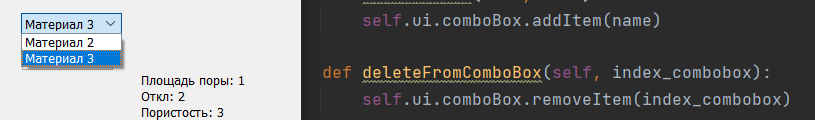 Материал 3
Материал 2
Материал 3
Площадь поры: 1
Откл: 2
Пористость: 3
self.ui.comboBox.addItem(name)
def deleteFromComboBox(self, index_combobox):
self.ui.comboBox.removeItem(index_combobox)